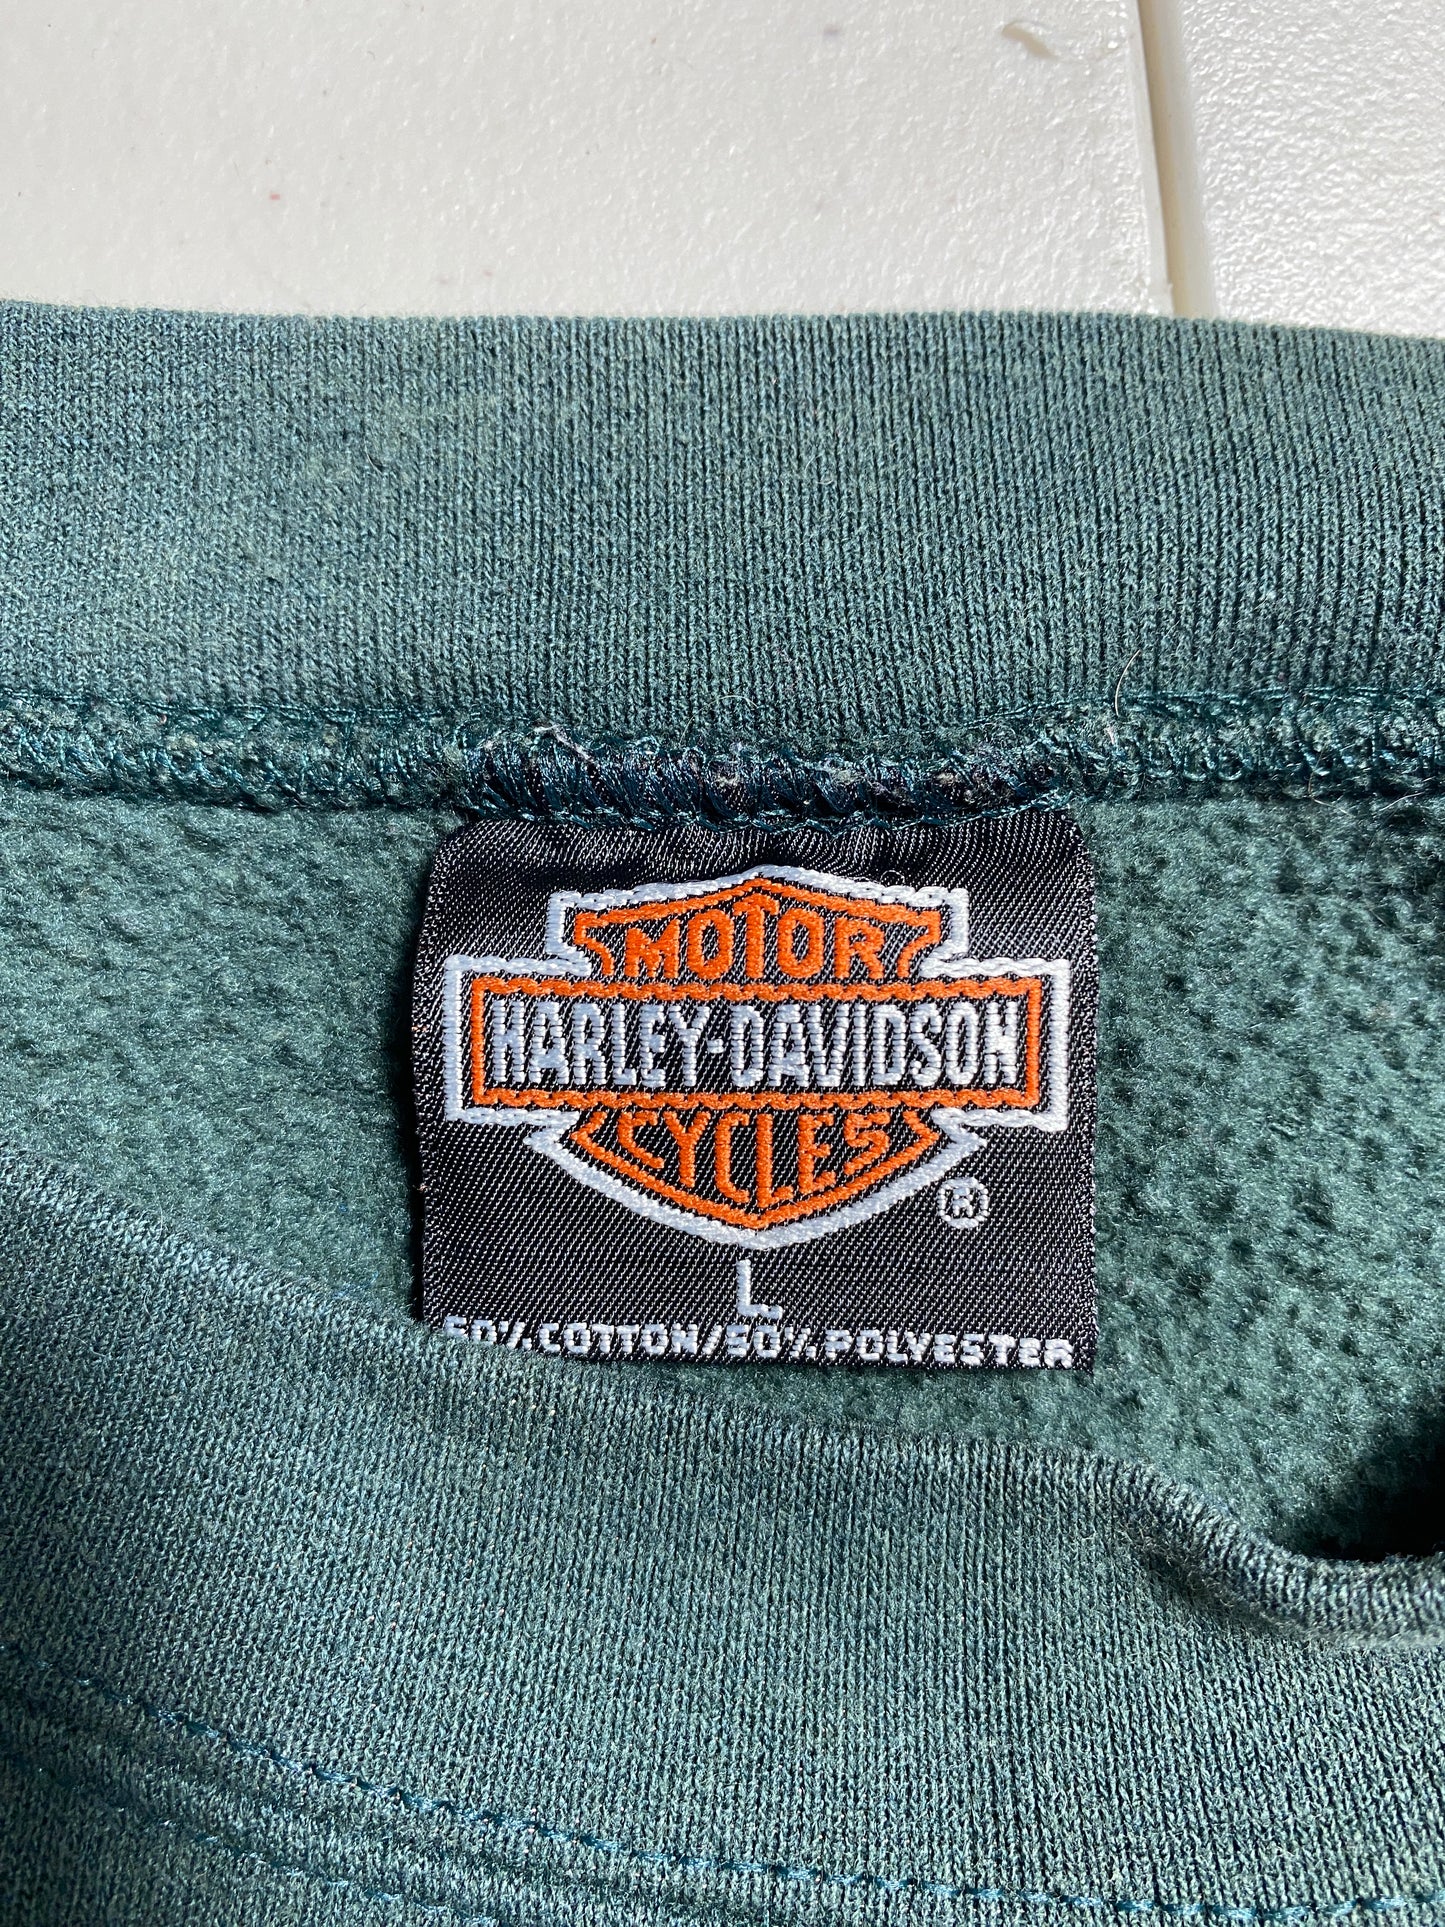 MOTOR
HARLEY-DAVIDSON
CYCLES
®
L
50% COTTON/50% POLYESTER